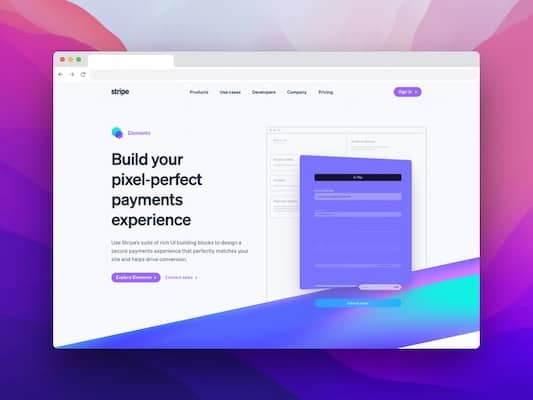 stripe
Products Use cases Developers Company Pricing
Sign in
Elements
Build your
pixel-perfect
payments
experience
Use Stripe's suite of rich UI building blocks to design a
secure payments experience that perfectly matches your
site and helps drive conversion.
Explore Elements
Contact sales